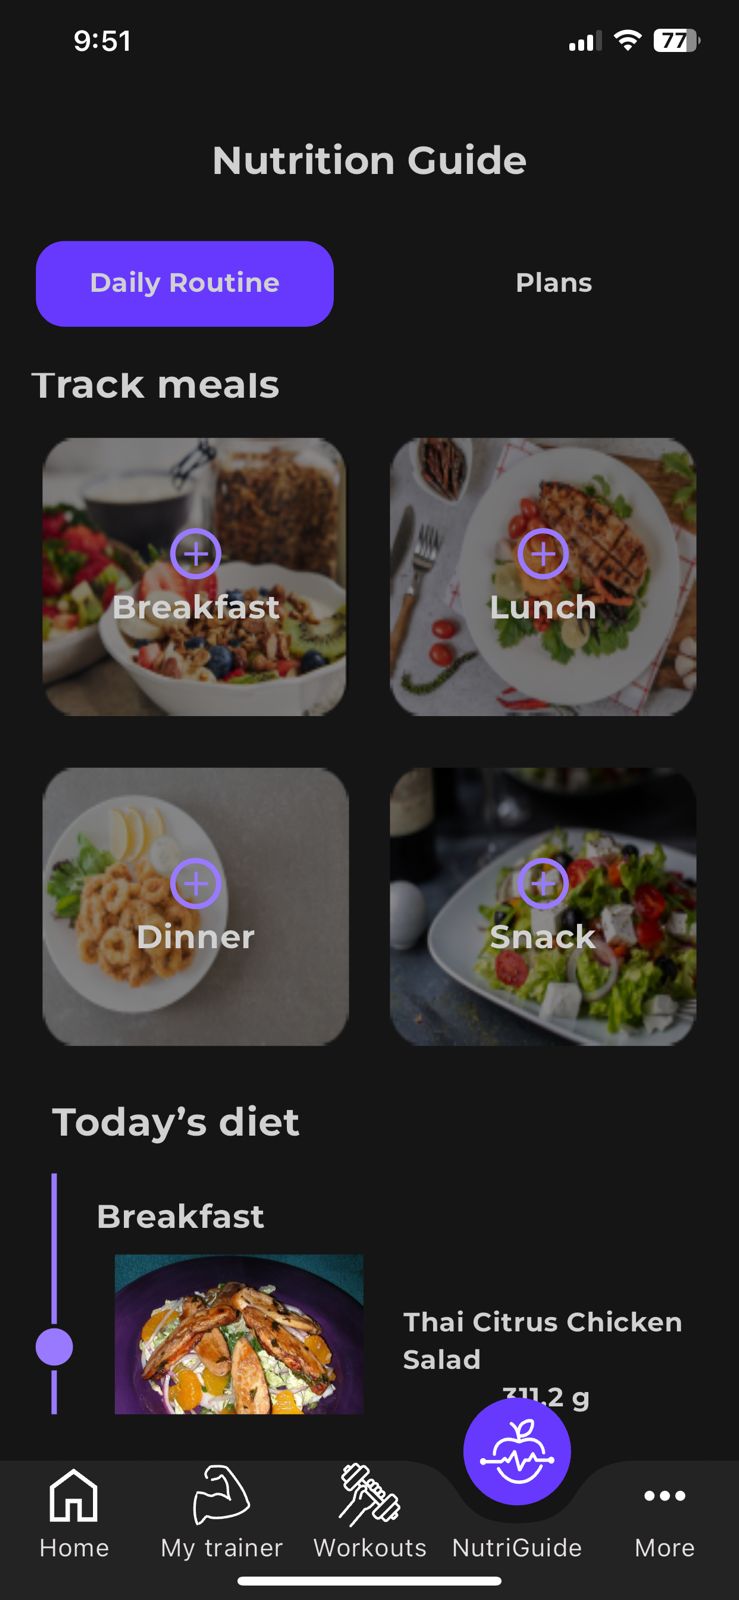 9:51
77
Nutrition Guide
Daily Routine
Plans
Track meals
Breakfast
Lunch
Dinner
Snack
Today’s diet
Breakfast
Thai Citrus Chicken
Salad
311.2 g
Home
My trainer
Workouts
NutriGuide
More